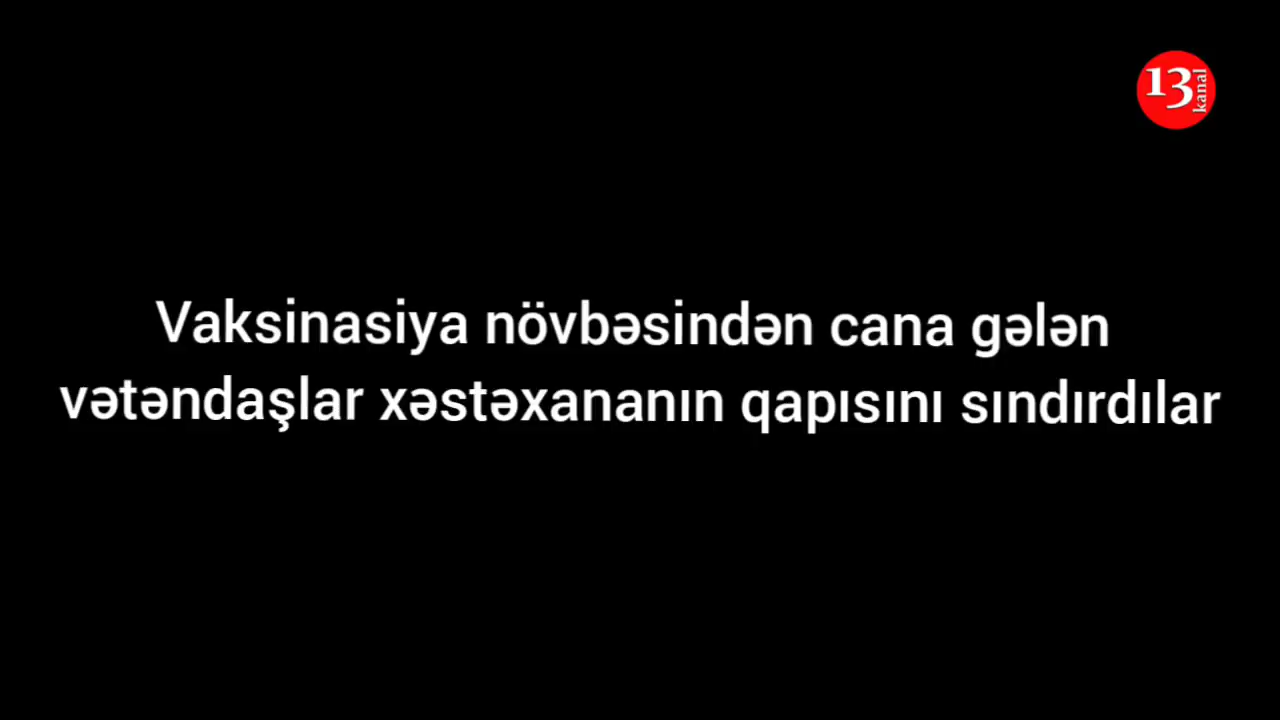 13
kanal
Vaksinasiya növbəsindən cana gələn
vətəndaşlar xəstəxananın qapısını sındırdılar